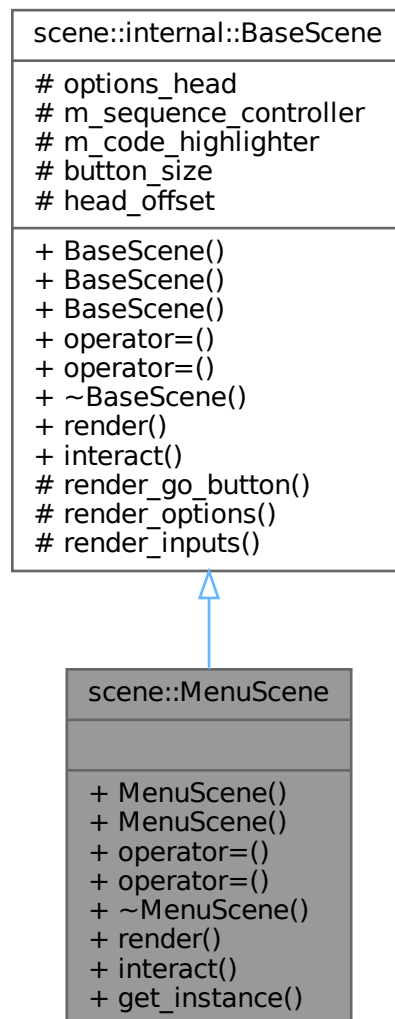 scene::internal::BaseScene
# options_head
# m_sequence_controller
# m_code_highlighter
# button_size
# head_offset
+ BaseScene()
+ BaseScene()
+ BaseScene()
+ operator=()
+ operator=()
+ ~BaseScene()
+ render()
+ interact()
# render_go_button()
# render_options()
# render_inputs()
scene::MenuScene
+ MenuScene()
+ MenuScene()
+ operator=()
+ operator=()
+ ~MenuScene()
+ render()
+ interact()
+ get_instance()